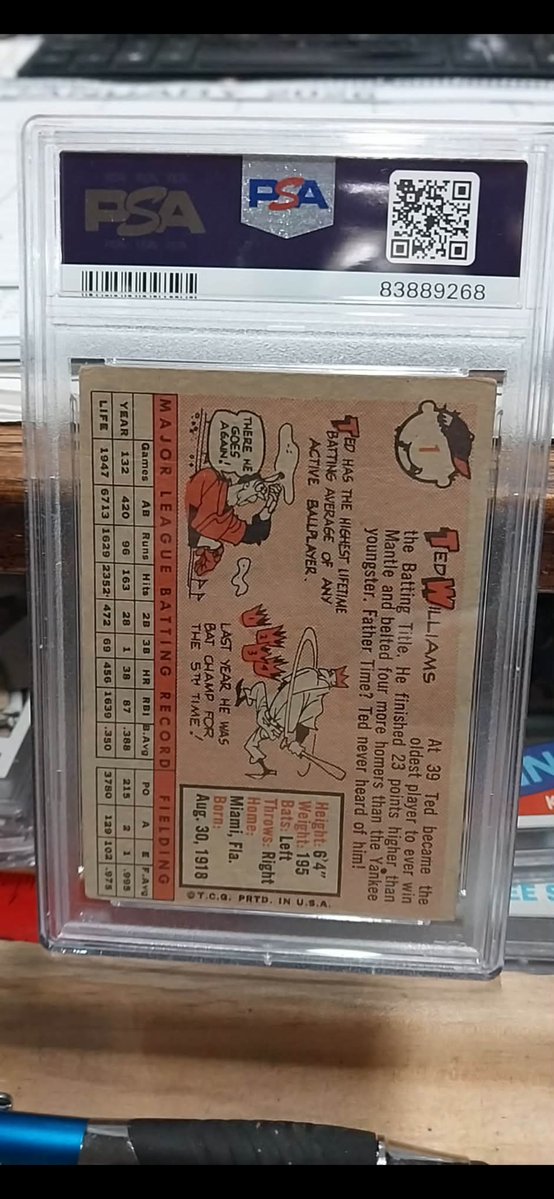 PSA
PSA
83889268
1
TED WILLIAMS
At 39 Ted became the
oldest player to ever win
the Batting Title. He finished 23 points higher than
Mantle and belted four more homers than the Yankee
youngster. Father Time? Ted never heard of him!
TED HAS THE HIGHEST LIFETIME
BATTING AVERAGE OF ANY
ACTIVE BALLPLAYER.
THERE HE
GOES
AGAIN!
1
2
3
4
LAST YEAR HE WAS
BAT CHAMP FOR
THE 5TH TIME!
Height: 6'4"
Weight: 195
Bats: Left
Throws: Right
Home:
Miami, Fla.
Born:
Aug. 30, 1918
©T.C.G. PRTD. IN U.S.A.
MAJOR LEAGUE BATTING RECORD FIELDING
Games AB Runs Hits 2B 3B HR RBI B.Avg PO A E F.Avg
YEAR 132 420 96 163 28 1 38 87 .388 215 2 1 .995
LIFE 1947 6713 1629 2352 472 69 456 1639 .350 3780 129 102 .975